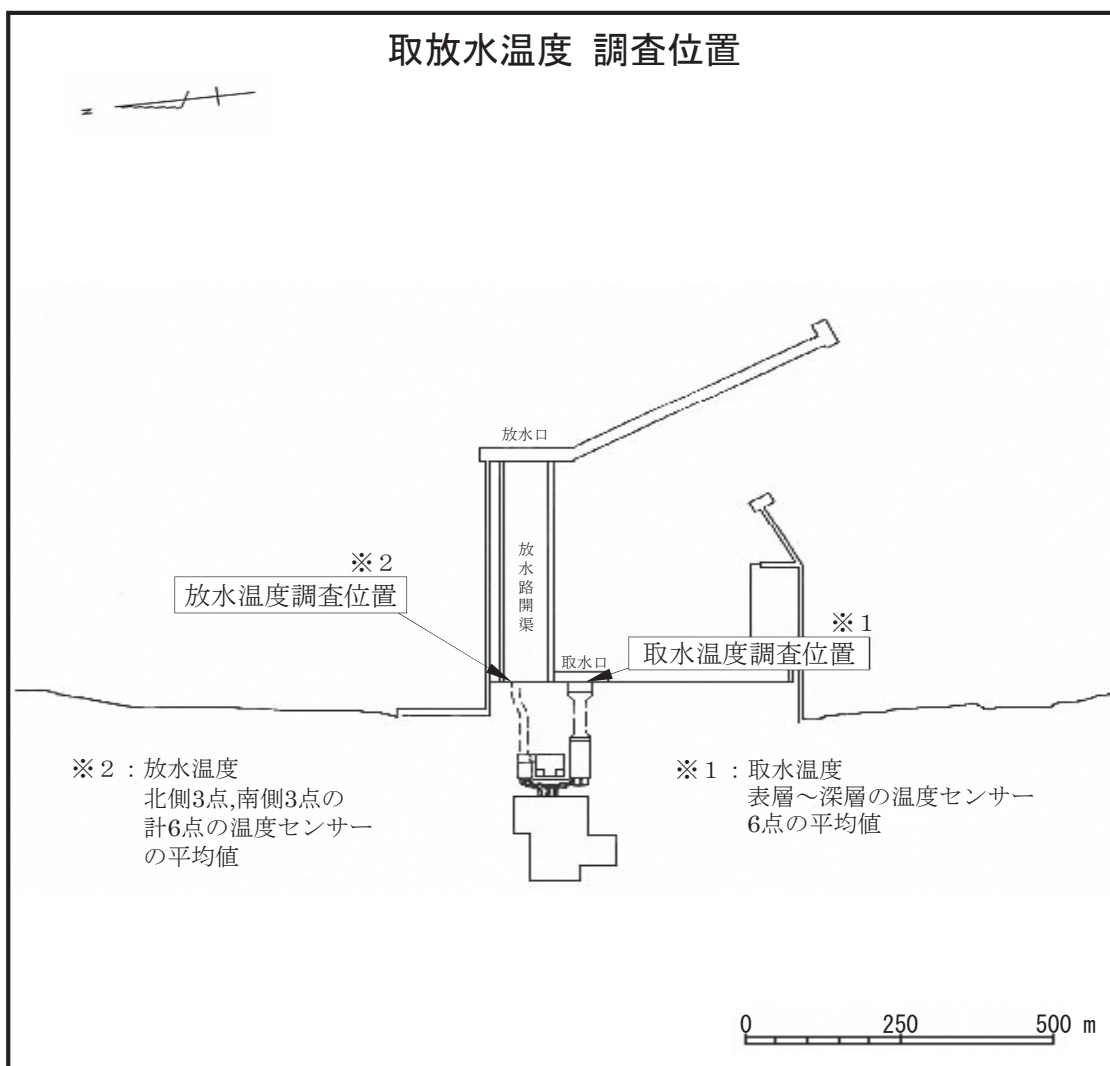 取放水温度 調査位置
N
放水口
放水路開渠
※2
放水温度調査位置
※1
取水温度調査位置
取水口
※2：放水温度
北側3点,南側3点の
計6点の温度センサー
の平均値
※1：取水温度
表層～深層の温度センサー
6点の平均値
0 250 500 m